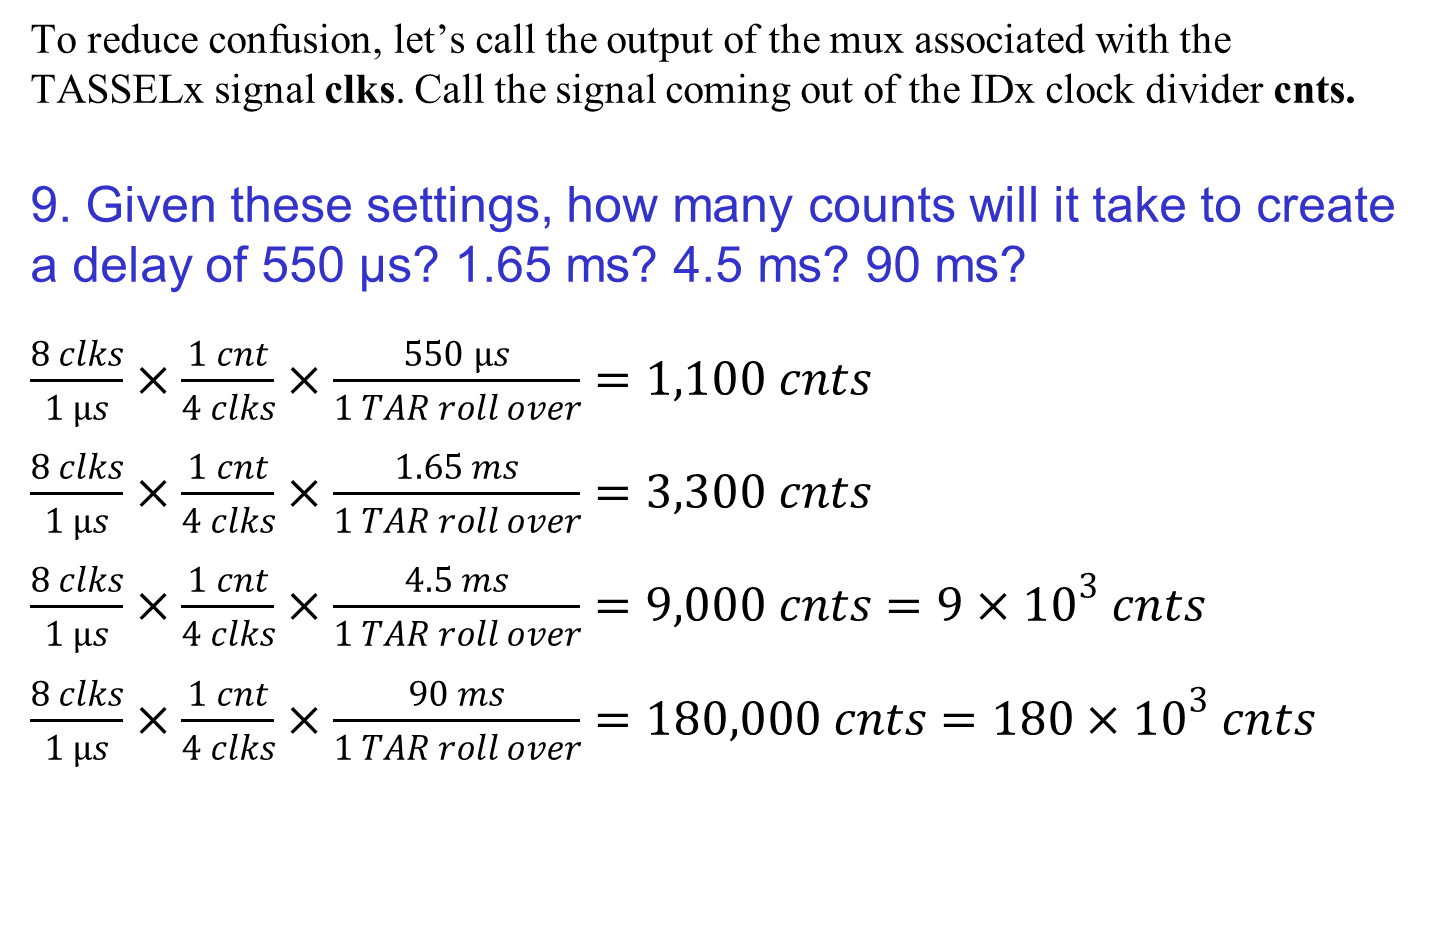 To reduce confusion, let’s call the output of the mux associated with the
TASSELx signal clks. Call the signal coming out of the IDx clock divider cnts.
9. Given these settings, how many counts will it take to create
a delay of 550 µs? 1.65 ms? 4.5 ms? 90 ms?
8 clks / 1 µs × 1 cnt / 4 clks × 550 µs / 1 TAR roll over = 1,100 cnts
8 clks / 1 µs × 1 cnt / 4 clks × 1.65 ms / 1 TAR roll over = 3,300 cnts
8 clks / 1 µs × 1 cnt / 4 clks × 4.5 ms / 1 TAR roll over = 9,000 cnts = 9 × 10³ cnts
8 clks / 1 µs × 1 cnt / 4 clks × 90 ms / 1 TAR roll over = 180,000 cnts = 180 × 10³ cnts